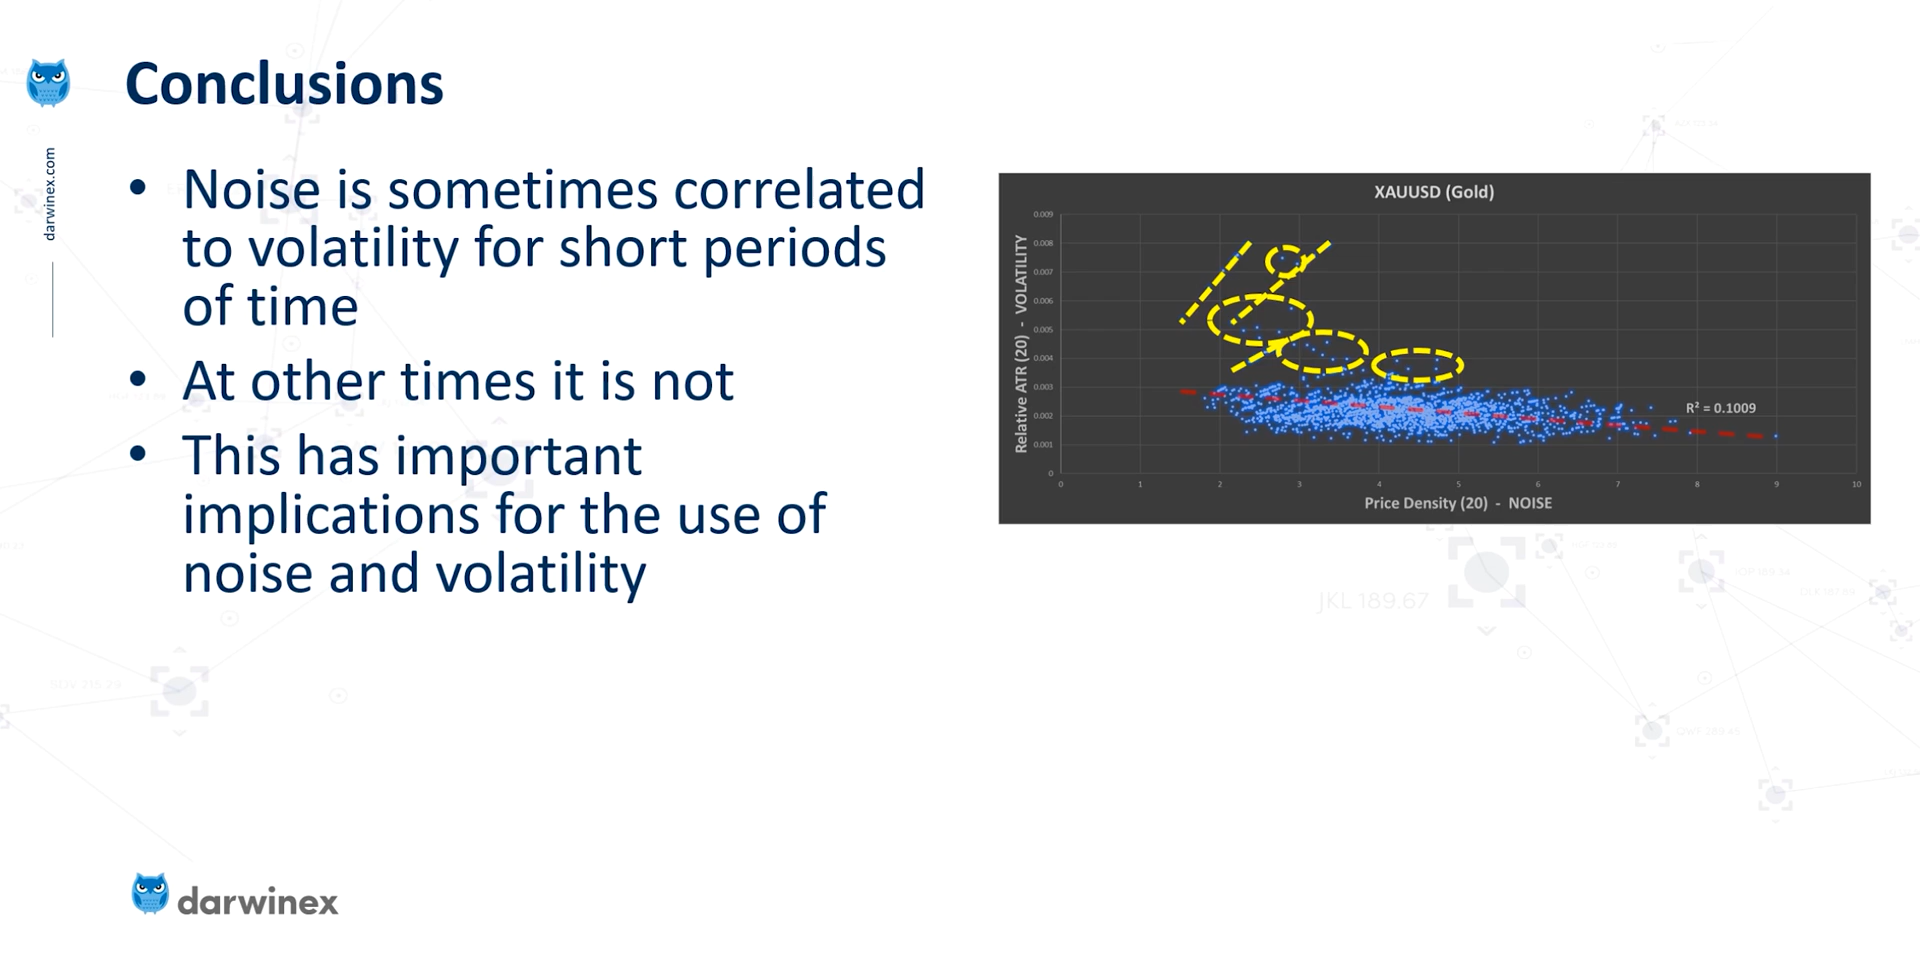 Conclusions
darwinex.com
• Noise is sometimes correlated
to volatility for short periods
of time
• At other times it is not
• This has important
implications for the use of
noise and volatility
XAUUSD (Gold)
Relative ATR (20) - VOLATILITY
0.009
0.008
0.007
0.006
0.005
0.004
0.003
0.002
0.001
0
R² = 0.1009
0 1 2 3 4 5 6 7 8 9 10
Price Density (20) - NOISE
JKL 189.67
darwinex